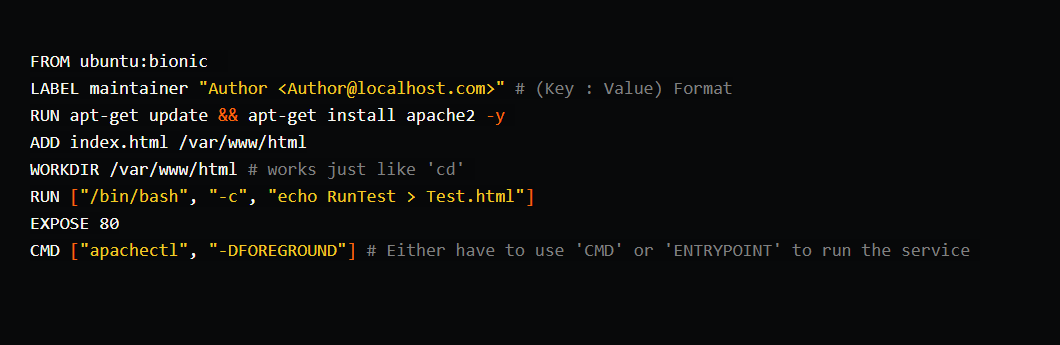 FROM ubuntu:bionic
LABEL maintainer "Author <Author@localhost.com>" # (Key : Value) Format
RUN apt-get update && apt-get install apache2 -y
ADD index.html /var/www/html
WORKDIR /var/www/html # works just like 'cd'
RUN ["/bin/bash", "-c", "echo RunTest > Test.html"]
EXPOSE 80
CMD ["apachectl", "-DFOREGROUND"] # Either have to use 'CMD' or 'ENTRYPOINT' to run the service